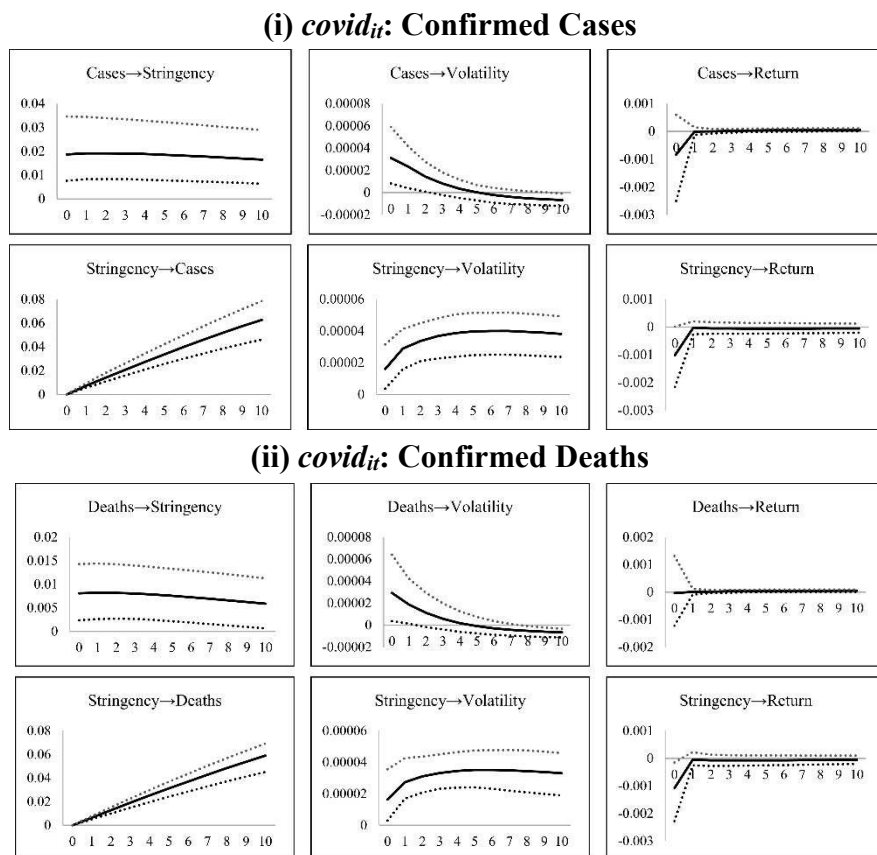 (i) covidit: Confirmed Cases
Cases→Stringency
0.04
0.03
0.02
0.01
0
0 1 2 3 4 5 6 7 8 9 10
Cases→Volatility
0.00008
0.00006
0.00004
0.00002
0
-0.00002
0 1 2 3 4 5 6 7 8 9 10
Cases→Return
0.001
0
-0.001
-0.002
-0.003
0 1 2 3 4 5 6 7 8 9 10
Stringency→Cases
0.08
0.06
0.04
0.02
0
0 1 2 3 4 5 6 7 8 9 10
Stringency→Volatility
0.00006
0.00004
0.00002
0
0 1 2 3 4 5 6 7 8 9 10
Stringency→Return
0.001
0
-0.001
-0.002
-0.003
0 1 2 3 4 5 6 7 8 9 10
(ii) covidit: Confirmed Deaths
Deaths→Stringency
0.02
0.015
0.01
0.005
0
0 1 2 3 4 5 6 7 8 9 10
Deaths→Volatility
0.00008
0.00006
0.00004
0.00002
0
-0.00002
0 1 2 3 4 5 6 7 8 9 10
Deaths→Return
0.002
0.001
0
-0.001
-0.002
0 1 2 3 4 5 6 7 8 9 10
Stringency→Deaths
0.08
0.06
0.04
0.02
0
0 1 2 3 4 5 6 7 8 9 10
Stringency→Volatility
0.00006
0.00004
0.00002
0
0 1 2 3 4 5 6 7 8 9 10
Stringency→Return
0.001
0
-0.001
-0.002
-0.003
0 1 2 3 4 5 6 7 8 9 10